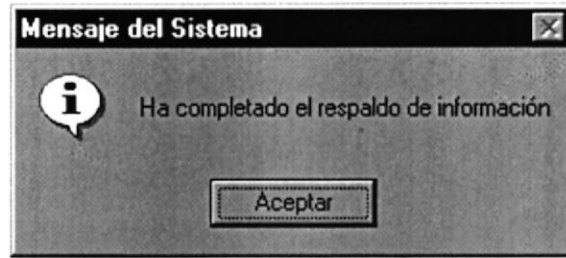 Mensaje del Sistema
Ha completado el respaldo de información
Aceptar